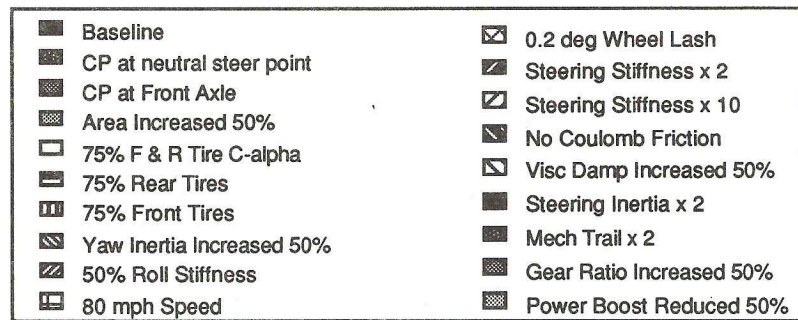 Baseline
CP at neutral steer point
CP at Front Axle
Area Increased 50%
75% F & R Tire C-alpha
75% Rear Tires
75% Front Tires
Yaw Inertia Increased 50%
50% Roll Stiffness
80 mph Speed
0.2 deg Wheel Lash
Steering Stiffness x 2
Steering Stiffness x 10
No Coulomb Friction
Visc Damp Increased 50%
Steering Inertia x 2
Mech Trail x 2
Gear Ratio Increased 50%
Power Boost Reduced 50%